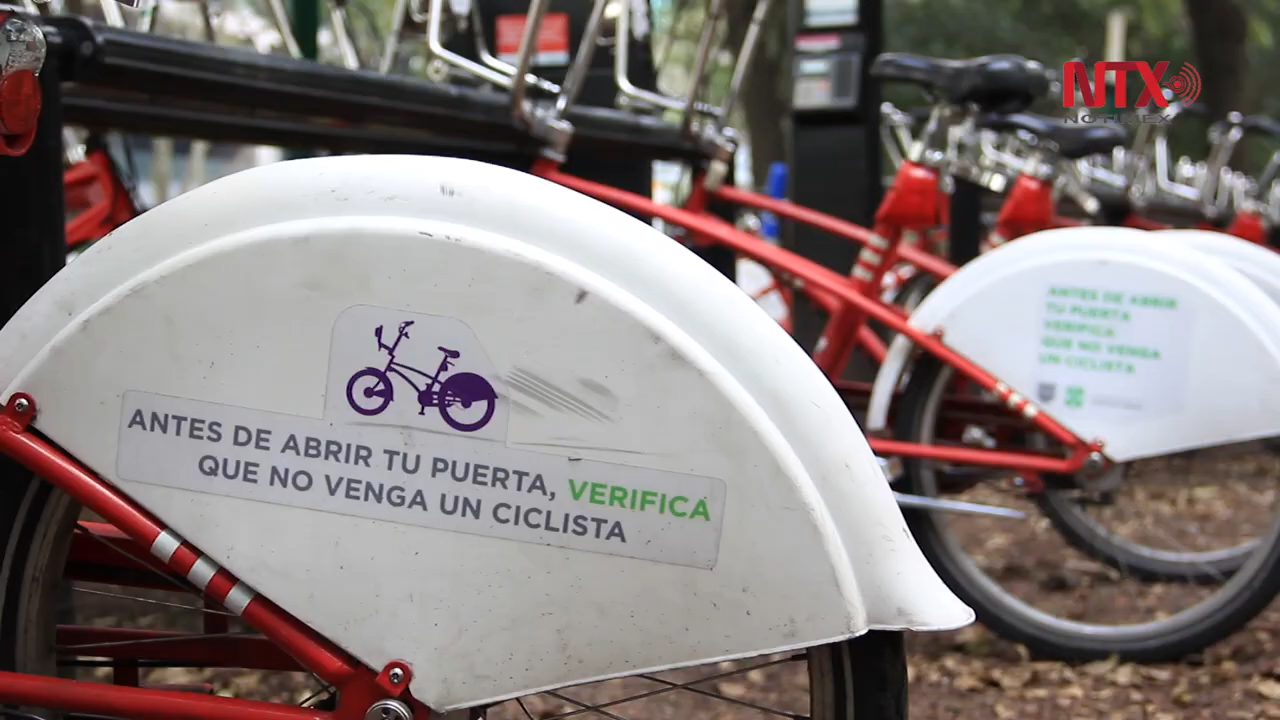 NTX
NOTIMEX
ANTES DE ABRIR TU PUERTA, VERIFICA
QUE NO VENGA UN CICLISTA
ANTES DE ABRIR
TU PUERTA
VERIFICA
QUE NO VENGA
UN CICLISTA